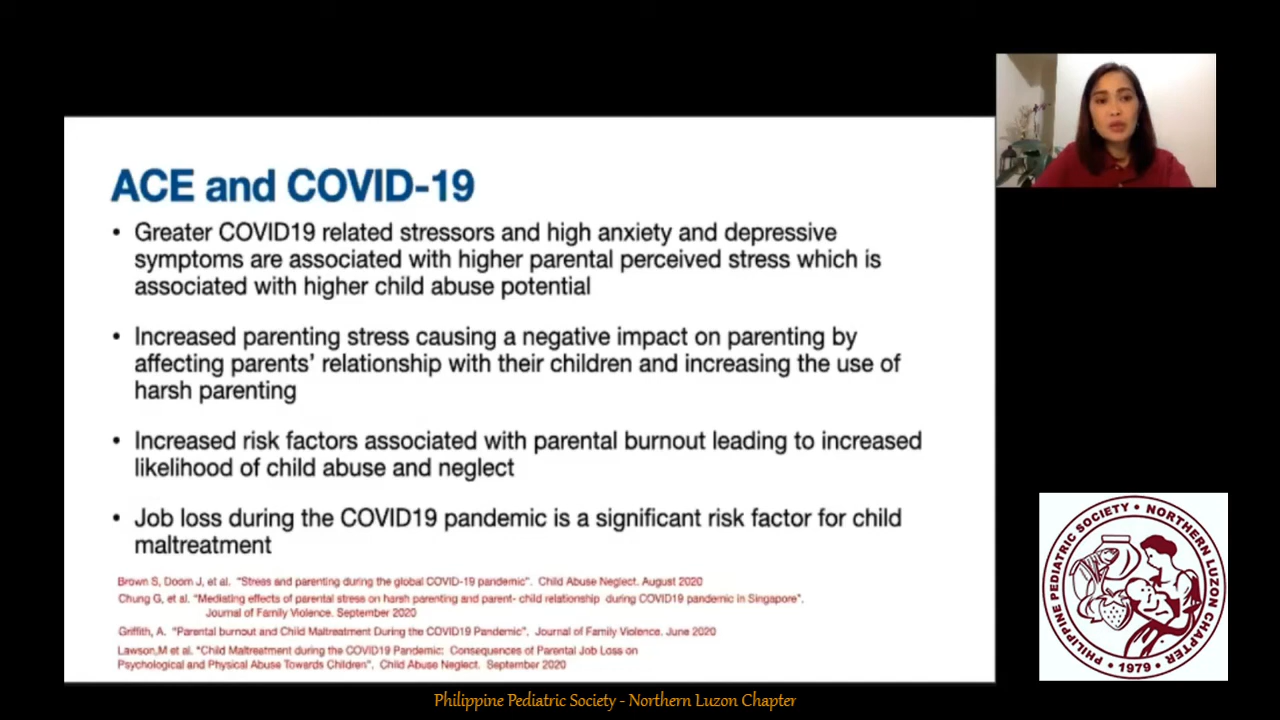 ACE and COVID-19
• Greater COVID19 related stressors and high anxiety and depressive
symptoms are associated with higher parental perceived stress which is
associated with higher child abuse potential
• Increased parenting stress causing a negative impact on parenting by
affecting parents' relationship with their children and increasing the use of
harsh parenting
• Increased risk factors associated with parental burnout leading to increased
likelihood of child abuse and neglect
• Job loss during the COVID19 pandemic is a significant risk factor for child
maltreatment
Brown S, Doom J, et al. "Stress and parenting during the global COVID-19 pandemic". Child Abuse Neglect. August 2020
Chung G, et al. "Mediating effects of parental stress on harsh parenting and parent- child relationship during COVID19 pandemic in Singapore".
Journal of Family Violence. September 2020
Griffith, A. "Parental burnout and Child Maltreatment During the COVID19 Pandemic". Journal of Family Violence. June 2020
Lawson,M et al. "Child Maltreatment during the COVID19 Pandemic: Consequences of Parental Job Loss on
Psychological and Physical Abuse Towards Children". Child Abuse Neglect. September 2020
PHILIPPINE PEDIATRIC SOCIETY • NORTHERN LUZON CHAPTER
• 1979 •
Philippine Pediatric Society - Northern Luzon Chapter